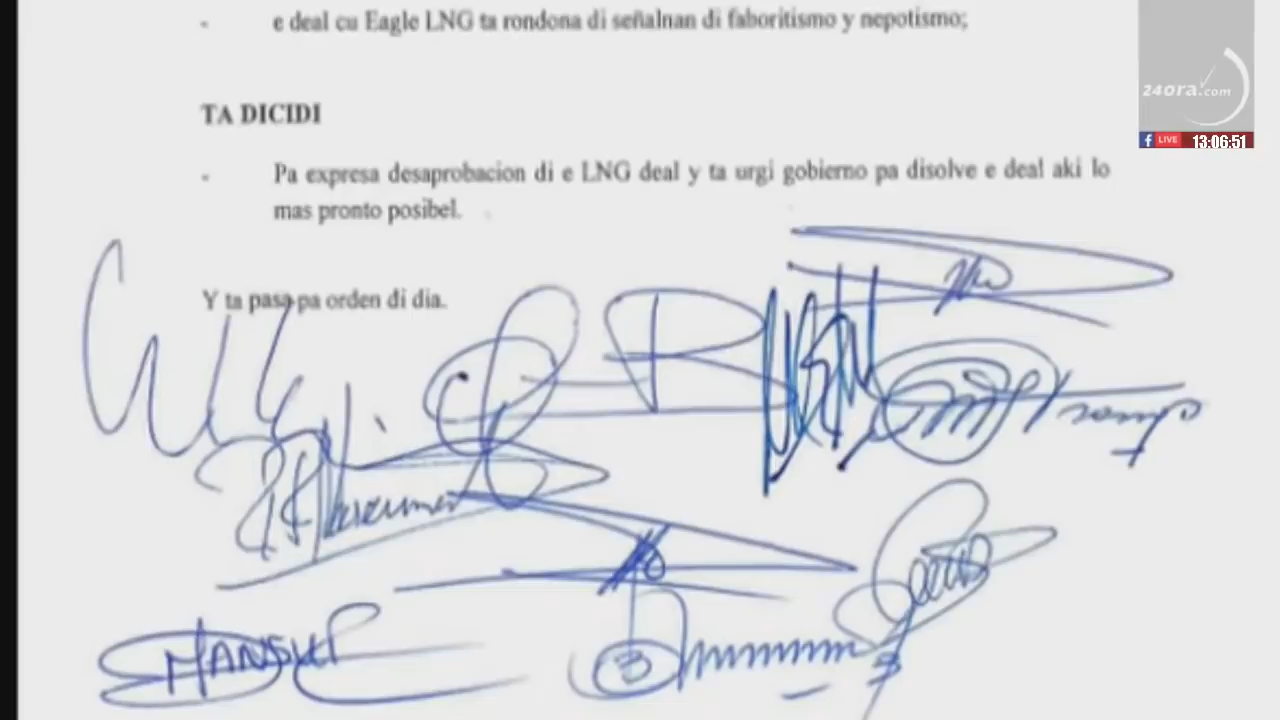 - e deal cu Eagle LNG ta rondona di señalnan di faboritismo y nepotismo;
24ora.com
LIVE 13:06:51
TA DICIDI
- Pa expresa desaprobacion di e LNG deal y ta urgi gobierno pa disolve e deal aki lo
mas pronto posibel.
Y ta pasa pa orden di dia.